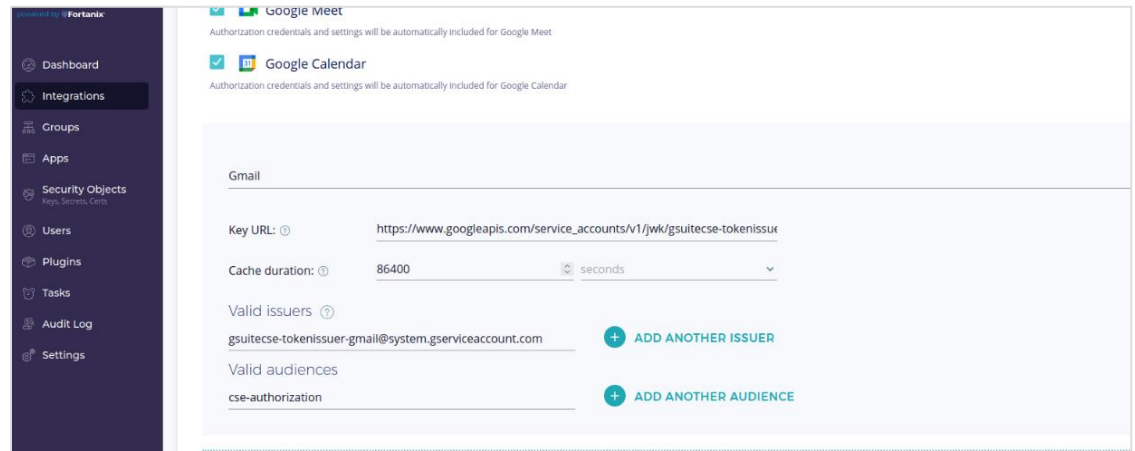 powered by Fortanix
Dashboard
Integrations
Groups
Apps
Security Objects
Keys, Secrets, Certs
Users
Plugins
Tasks
Audit Log
Settings
Google Meet
Authorization credentials and settings will be automatically included for Google Meet
31 Google Calendar
Authorization credentials and settings will be automatically included for Google Calendar
Gmail
Key URL: ? https://www.googleapis.com/service_accounts/v1/jwk/gsuitecse-tokenissue
Cache duration: ? 86400 seconds
Valid issuers ?
gsuitecse-tokenissuer-gmail@system.gserviceaccount.com + ADD ANOTHER ISSUER
Valid audiences
cse-authorization + ADD ANOTHER AUDIENCE